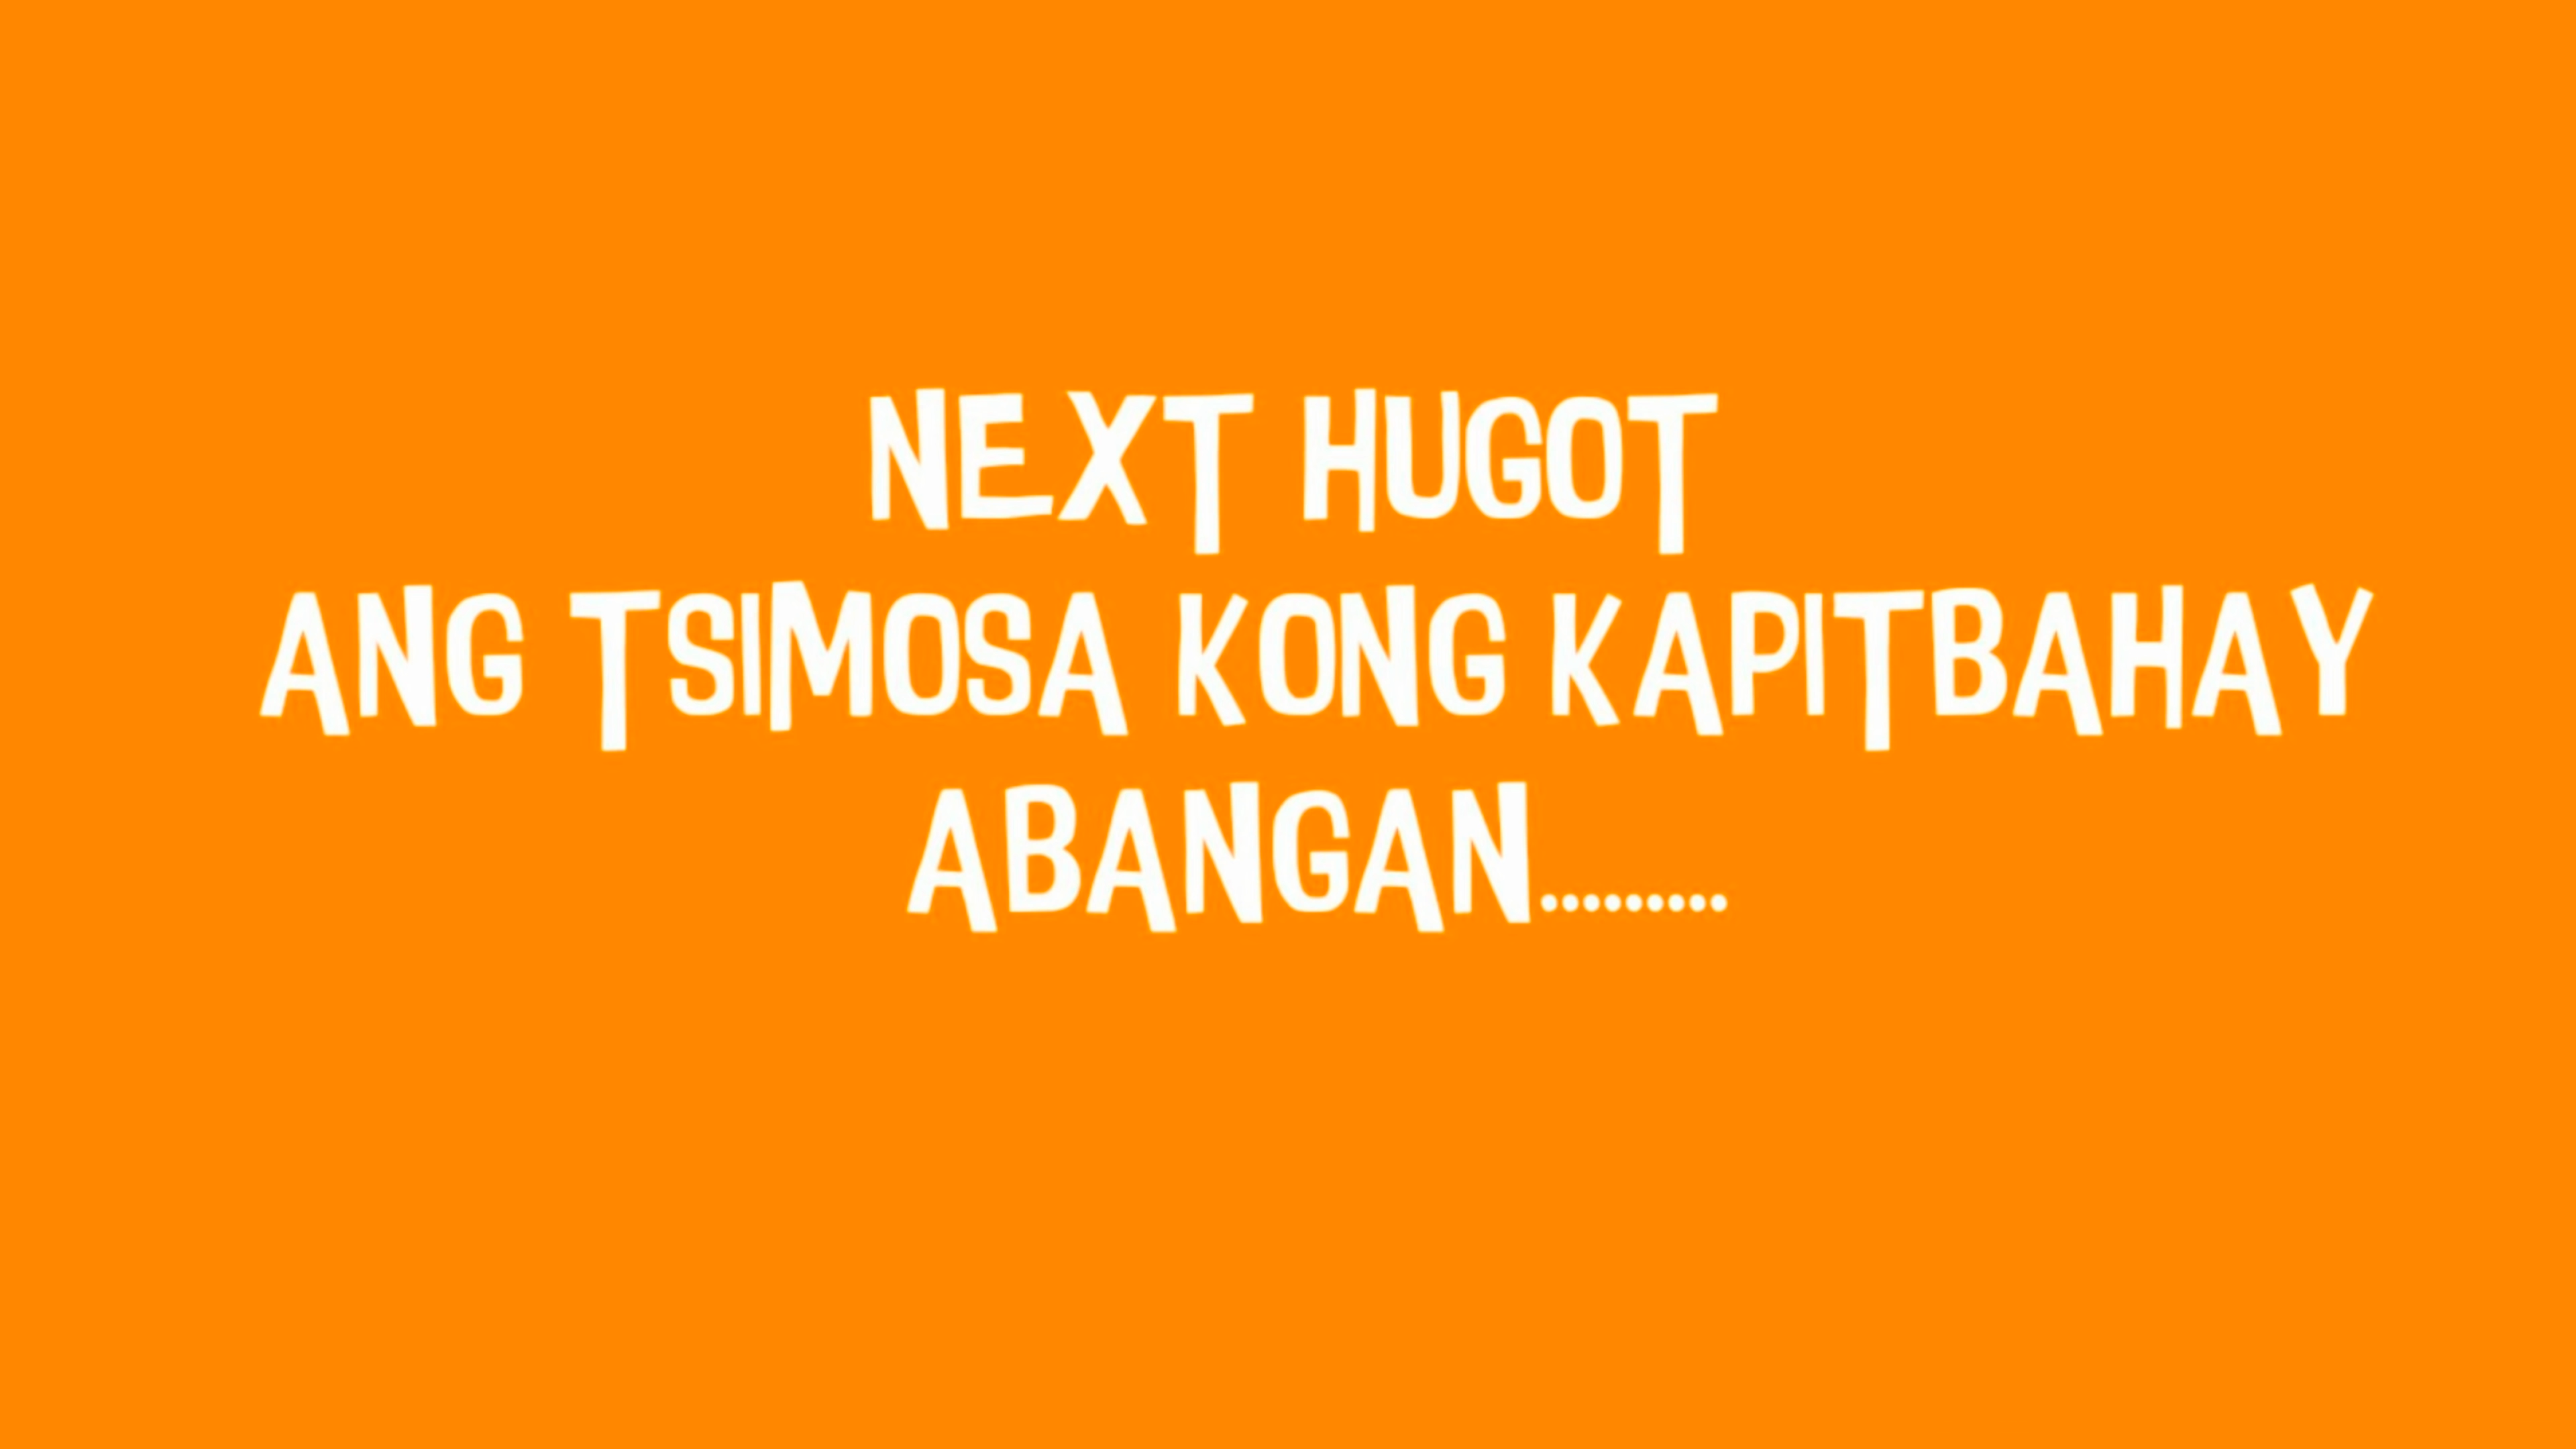 NEXT HUGOT
ANG TSIMOSA KONG KAPITBAHAY
ABANGAN.........